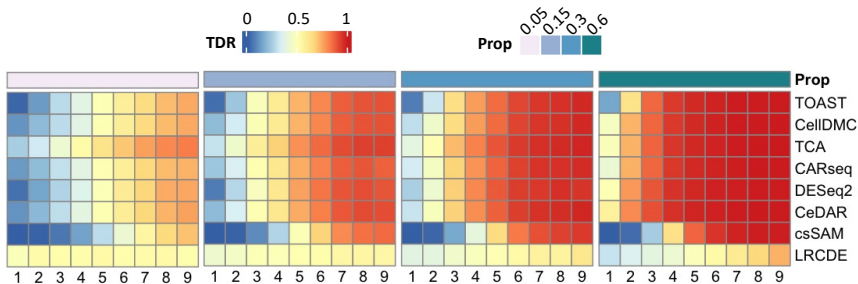 TDR 0 0.5 1
Prop 0.05 0.15 0.3 0.6
Prop
TOAST
CellDMC
TCA
CARseq
DESeq2
CeDAR
csSAM
LRCDE
1 2 3 4 5 6 7 8 9 1 2 3 4 5 6 7 8 9 1 2 3 4 5 6 7 8 9 1 2 3 4 5 6 7 8 9